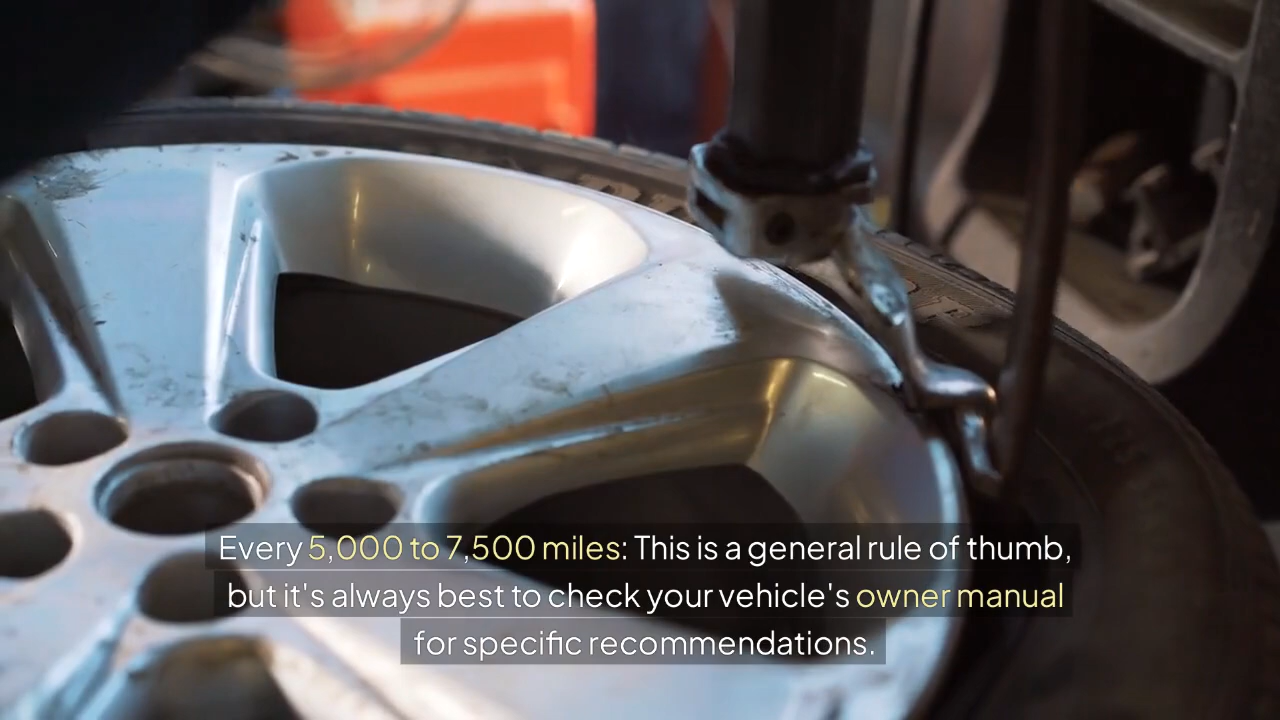 Every 5,000 to 7,500 miles: This is a general rule of thumb,
but it's always best to check your vehicle's owner manual
for specific recommendations.